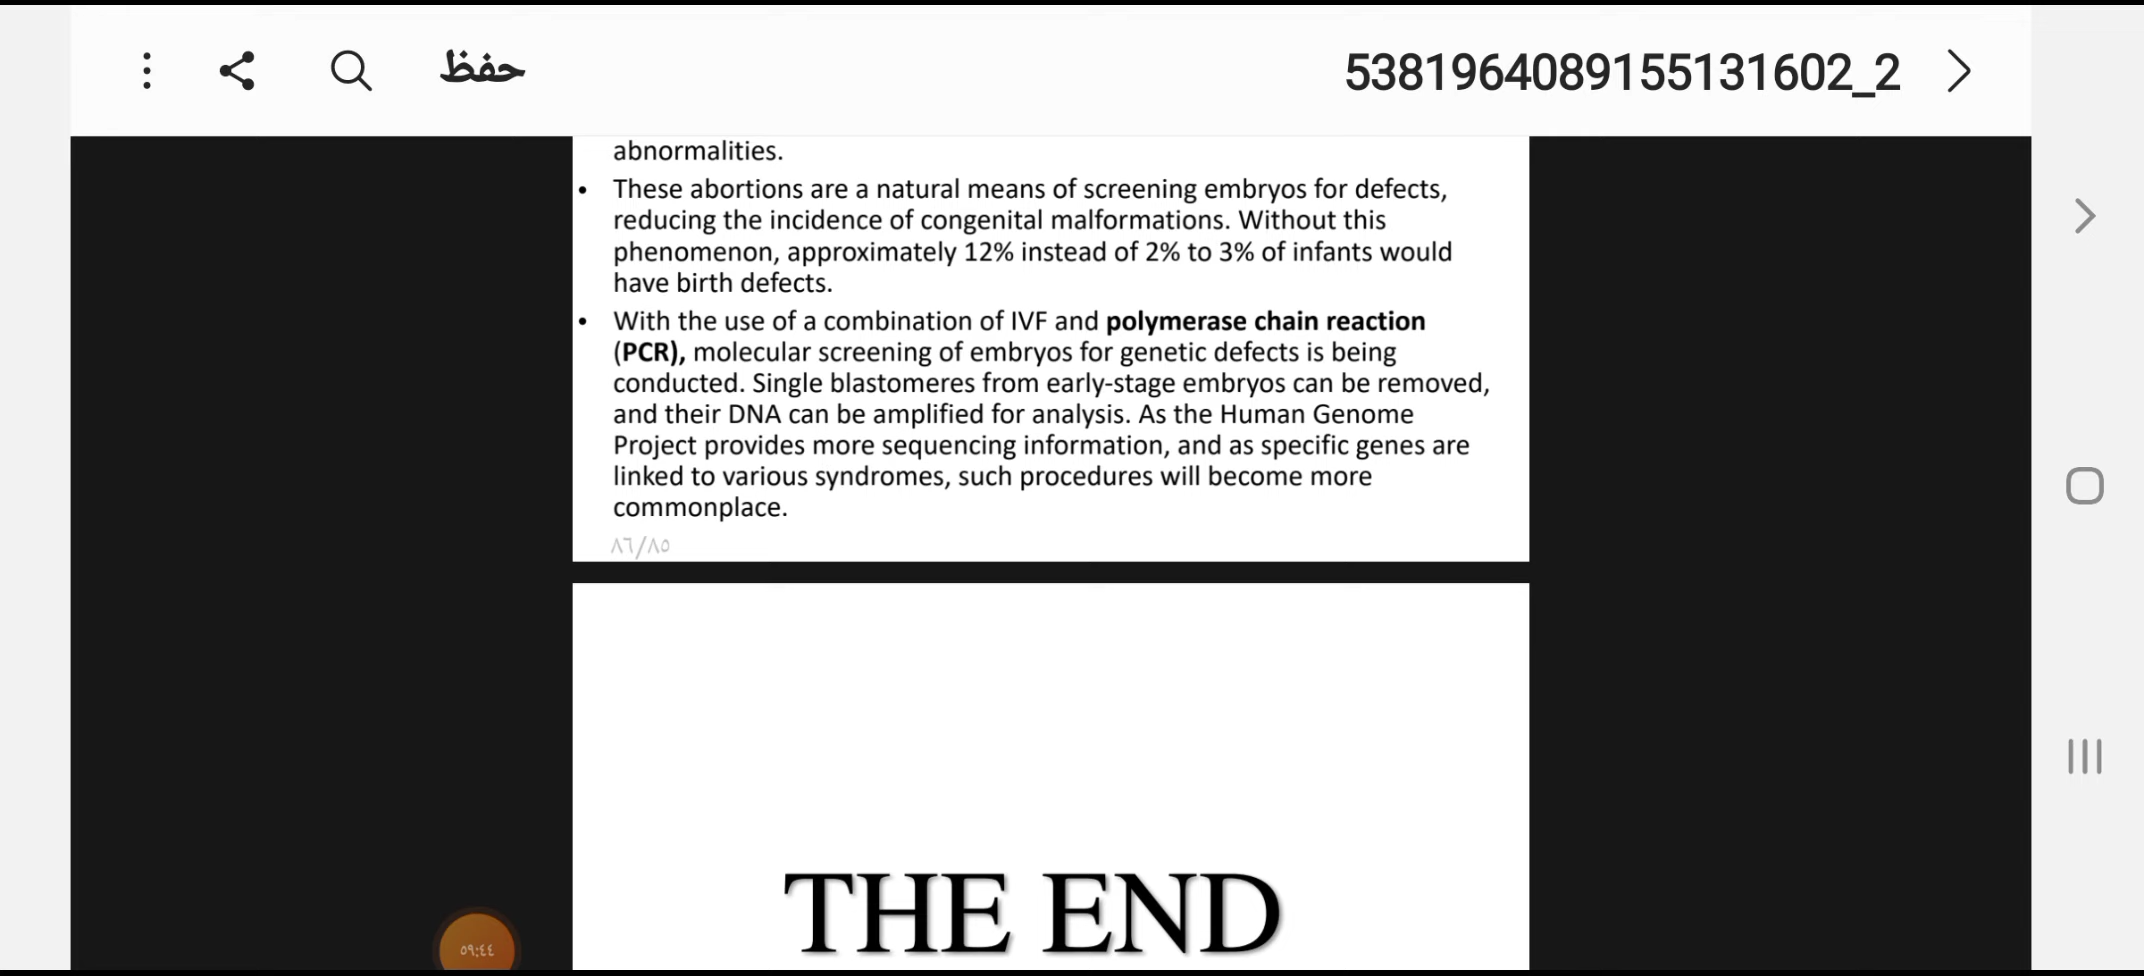 حفظ
5381964089155131602_2
abnormalities.
• These abortions are a natural means of screening embryos for defects,
reducing the incidence of congenital malformations. Without this
phenomenon, approximately 12% instead of 2% to 3% of infants would
have birth defects.
• With the use of a combination of IVF and polymerase chain reaction
(PCR), molecular screening of embryos for genetic defects is being
conducted. Single blastomeres from early-stage embryos can be removed,
and their DNA can be amplified for analysis. As the Human Genome
Project provides more sequencing information, and as specific genes are
linked to various syndromes, such procedures will become more
commonplace.
٨٦/٨٥
THE END
٥٩:٤٤